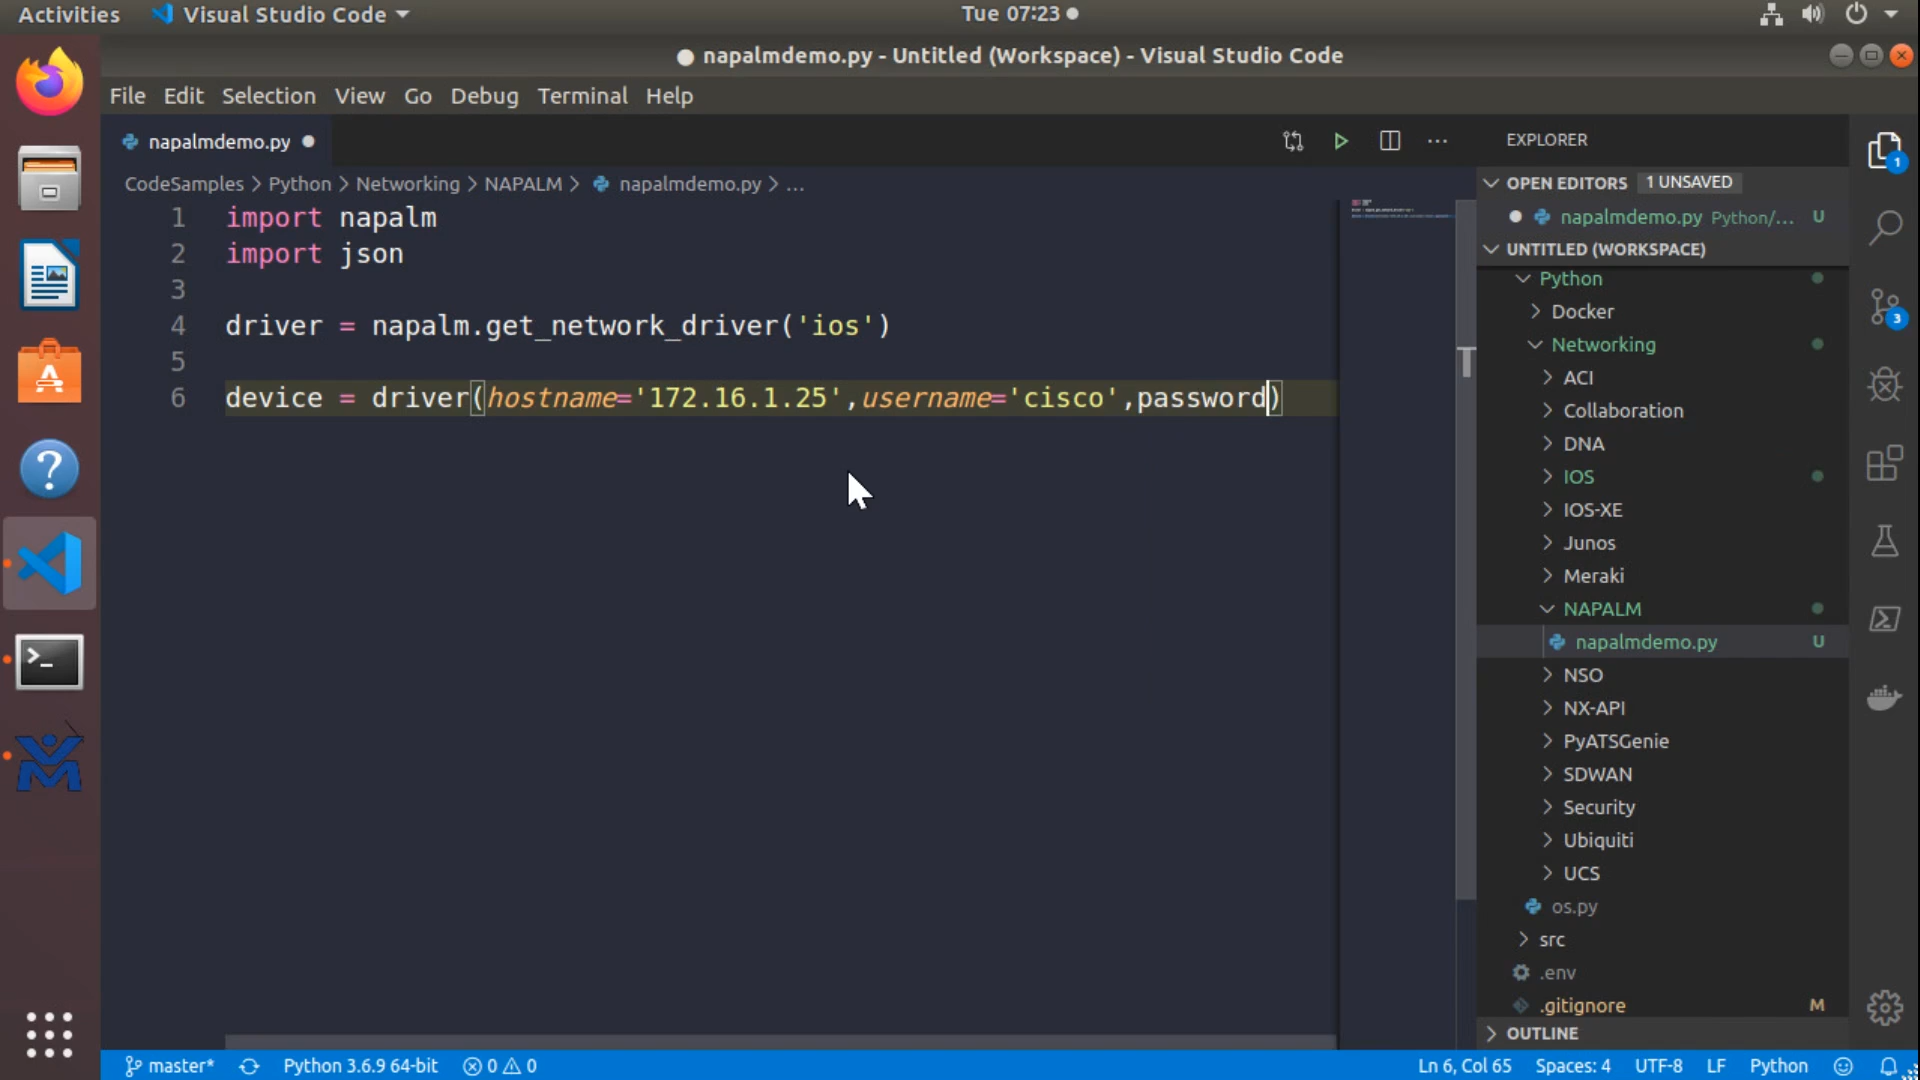 Activities
Visual Studio Code
Tue 07:23
napalmdemo.py - Untitled (Workspace) - Visual Studio Code
File Edit Selection View Go Debug Terminal Help
napalmdemo.py
CodeSamples > Python > Networking > NAPALM > napalmdemo.py > ...
1 import napalm
2 import json
3
4 driver = napalm.get_network_driver('ios')
5
6 device = driver(hostname='172.16.1.25',username='cisco',password)
EXPLORER
OPEN EDITORS 1 UNSAVED
napalmdemo.py Python/... U
UNTITLED (WORKSPACE)
Python
Docker
Networking
ACI
Collaboration
DNA
IOS
IOS-XE
Junos
Meraki
NAPALM
napalmdemo.py U
NSO
NX-API
PyATSGenie
SDWAN
Security
Ubiquiti
UCS
os.py
src
.env
.gitignore M
OUTLINE
1
3
master* Python 3.6.9 64-bit 0 0 Ln 6, Col 65 Spaces: 4 UTF-8 LF Python